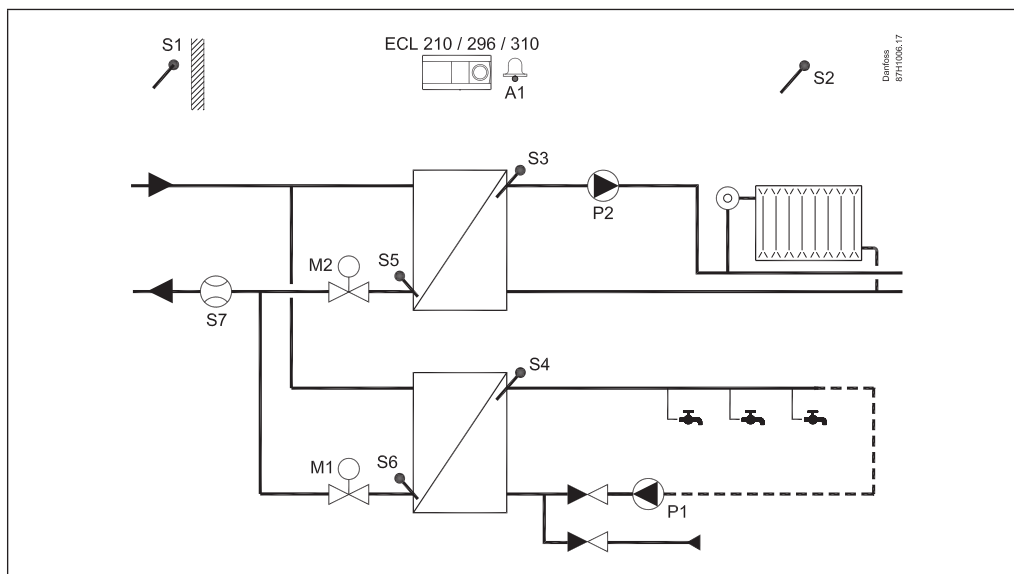 S1
ECL 210 / 296 / 310
A1
S2
Danfoss
87H1006.17
S3
P2
M2
S5
S7
S4
M1
S6
P1